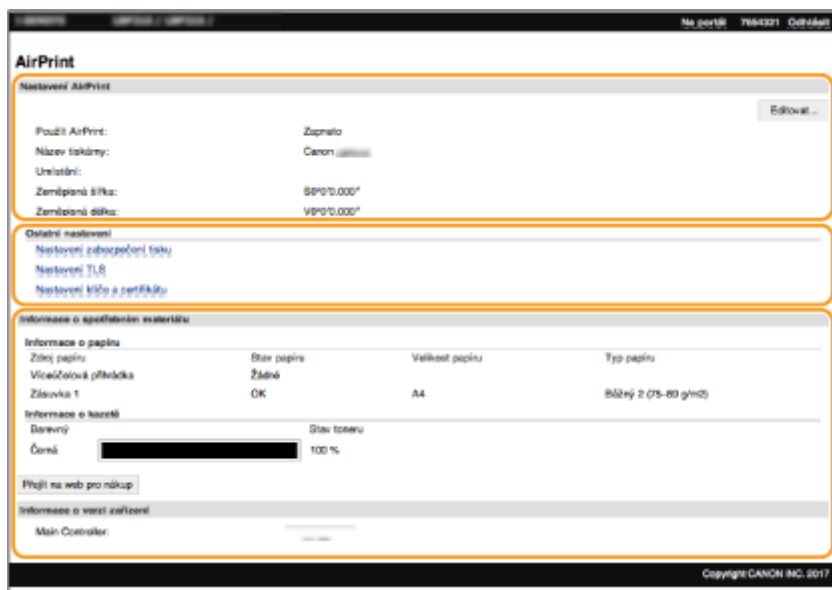 Na portál 7654321 Odhlásit
AirPrint
Nastavení AirPrint
Editovat...
Použít AirPrint: Zapnuto
Název tiskárny: Canon
Umístění:
Zeměpisná šířka: S0°0'0.000"
Zeměpisná délka: V0°0'0.000"
Ostatní nastavení
Nastavení zabezpečení tisku
Nastavení TLS
Nastavení klíče a certifikátu
Informace o spotřebním materiálu
Informace o papíru
Zdroj papíru Stav papíru Velikost papíru Typ papíru
Víceúčelová přihrádka Žádné
Zásuvka 1 OK A4 Běžný 2 (75-89 g/m2)
Informace o kazetě
Barevný Stav toneru
Černá 100 %
Přejít na web pro nákup
Informace o verzi zařízení
Main Controller:
Copyright CANON INC. 2017